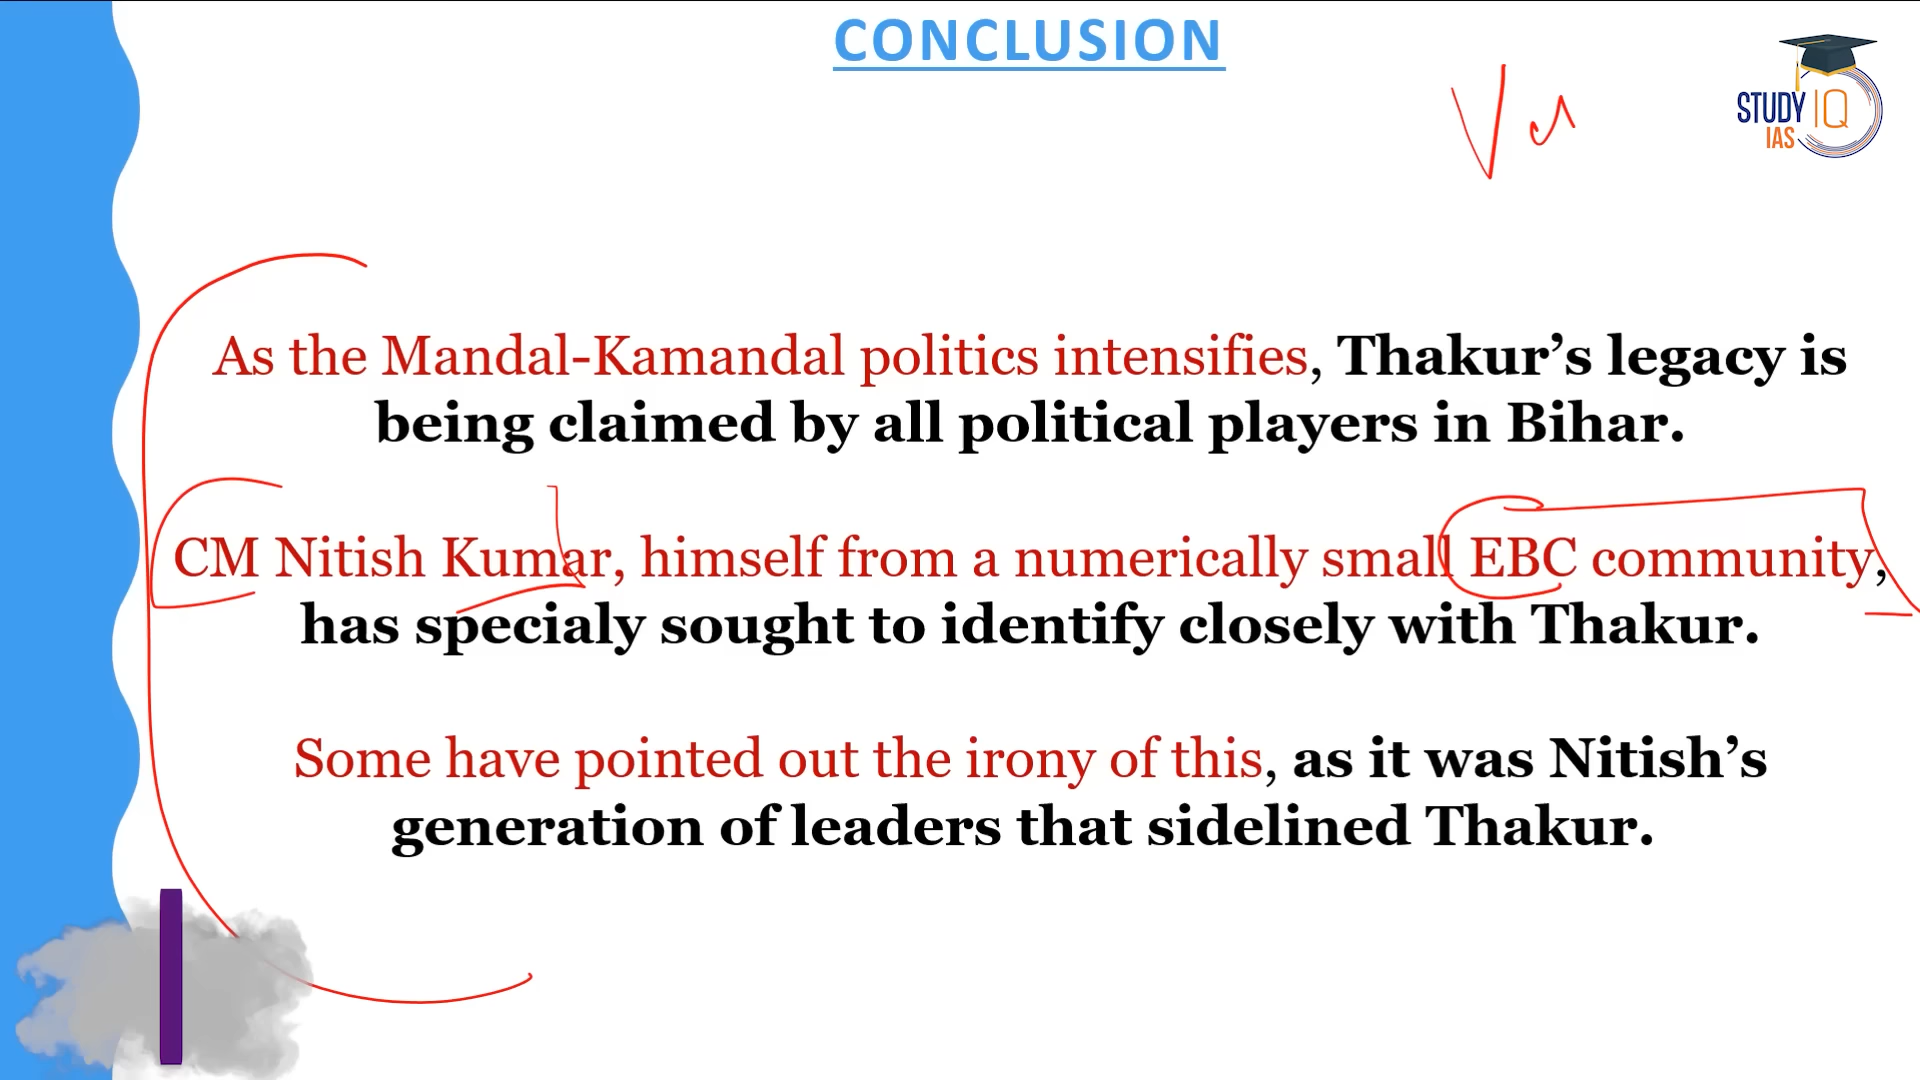 CONCLUSION
STUDY IQ
IAS
As the Mandal-Kamandal politics intensifies, Thakur’s legacy is
being claimed by all political players in Bihar.
CM Nitish Kumar, himself from a numerically small EBC community,
has specialy sought to identify closely with Thakur.
Some have pointed out the irony of this, as it was Nitish’s
generation of leaders that sidelined Thakur.